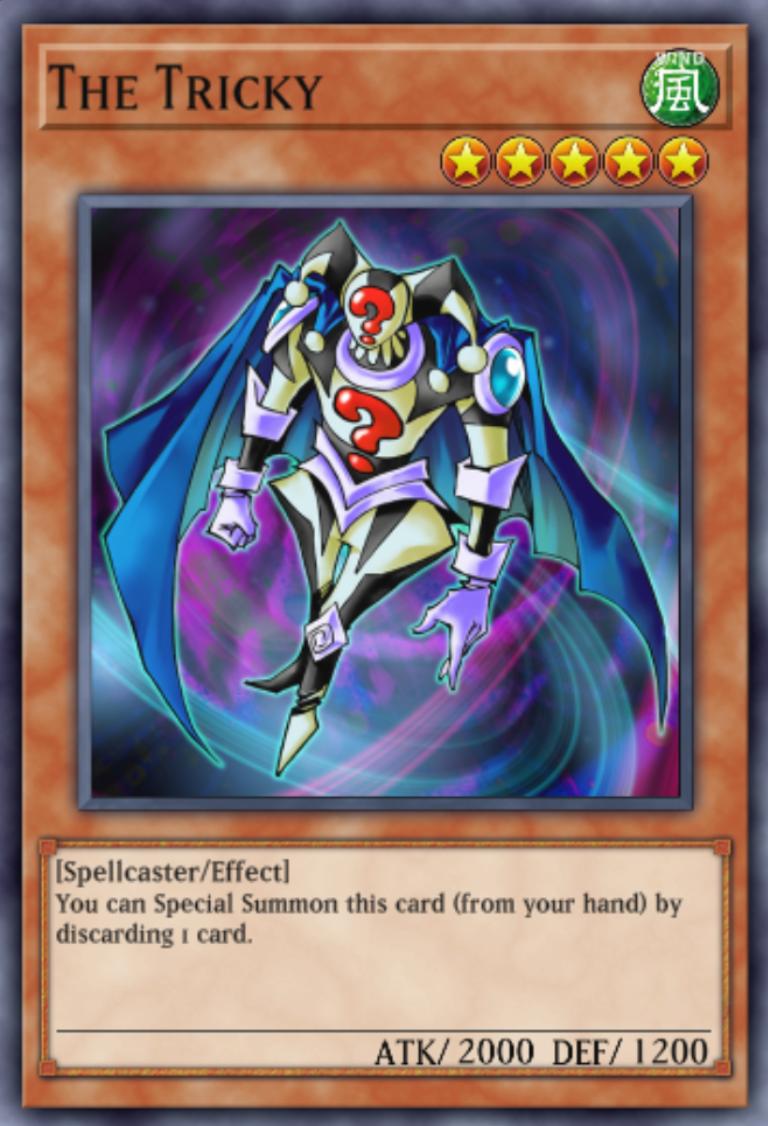 The Tricky
WIND
風
?
?
[Spellcaster/Effect]
You can Special Summon this card (from your hand) by
discarding 1 card.
ATK/ 2000 DEF/ 1200